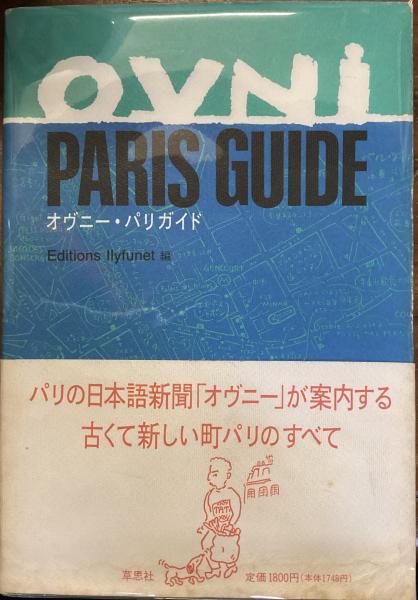 OVNi
PARIS GUIDE
オヴニー・パリガイド
Editions Ilyfunet 編
パリの日本語新聞「オヴニー」が案内する
古くて新しい町パリのすべて
草思社
定価1800円(本体1748円)